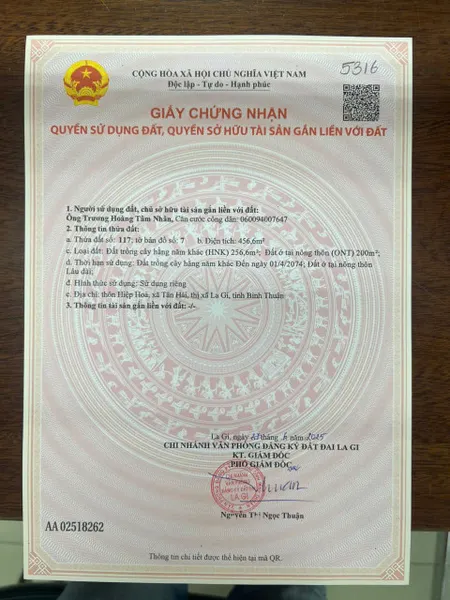 CỘNG HÒA XÃ HỘI CHỦ NGHĨA VIỆT NAM
Độc lập - Tự do - Hạnh phúc
5316
GIẤY CHỨNG NHẬN
QUYỀN SỬ DỤNG ĐẤT, QUYỀN SỞ HỮU TÀI SẢN GẮN LIỀN VỚI ĐẤT
1. Người sử dụng đất, chủ sở hữu tài sản gắn liền với đất:
Ông Trương Hoàng Tâm Nhân, Căn cước công dân: 060094007647
2. Thông tin thửa đất:
a. Thửa đất số: 117; tờ bản đồ số: 7 b. Diện tích: 456,6m²
c. Loại đất: Đất trồng cây hằng năm khác (HNK) 256,6m²; Đất ở tại nông thôn (ONT) 200m²;
d. Thời hạn sử dụng: Đất trồng cây hằng năm khác Đến ngày 01/4/2074; Đất ở tại nông thôn
Lâu dài;
đ. Hình thức sử dụng: Sử dụng riêng
e. Địa chỉ: thôn Hiệp Hoà, xã Tân Hải, thị xã La Gi, tỉnh Bình Thuận
3. Thông tin tài sản gắn liền với đất: -/-
La Gi, ngày tháng năm 2025
CHI NHÁNH VĂN PHÒNG ĐĂNG KÝ ĐẤT ĐAI LA GI
KT. GIÁM ĐỐC
PHÓ GIÁM ĐỐC
LA GI
Nguyễn Thị Ngọc Thuận
AA 02518262
Thông tin chi tiết được thể hiện tại mã QR.